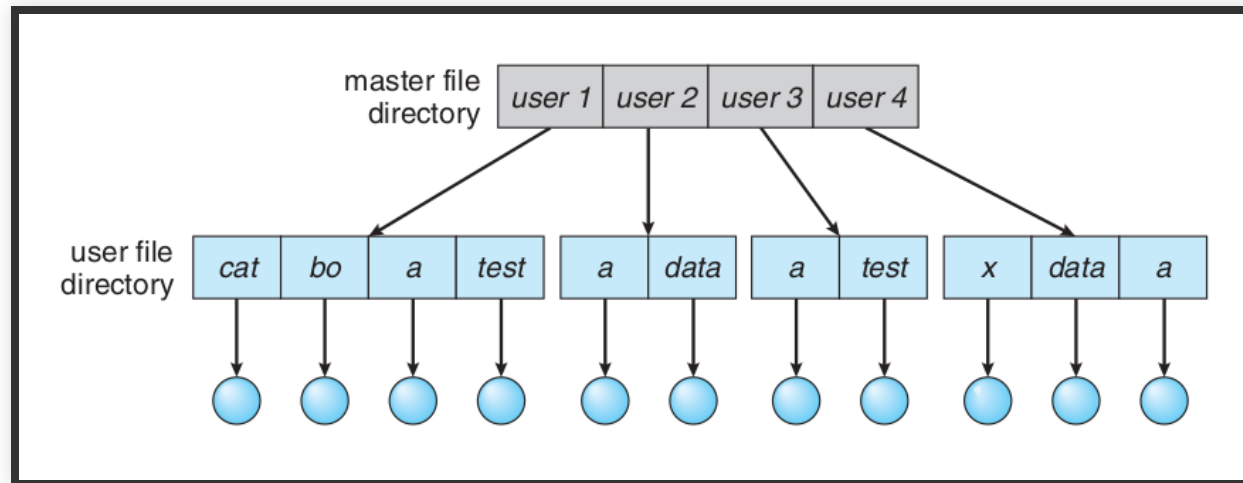 master file
directory
user 1 user 2 user 3 user 4
user file
directory
cat bo a test a data a test x data a